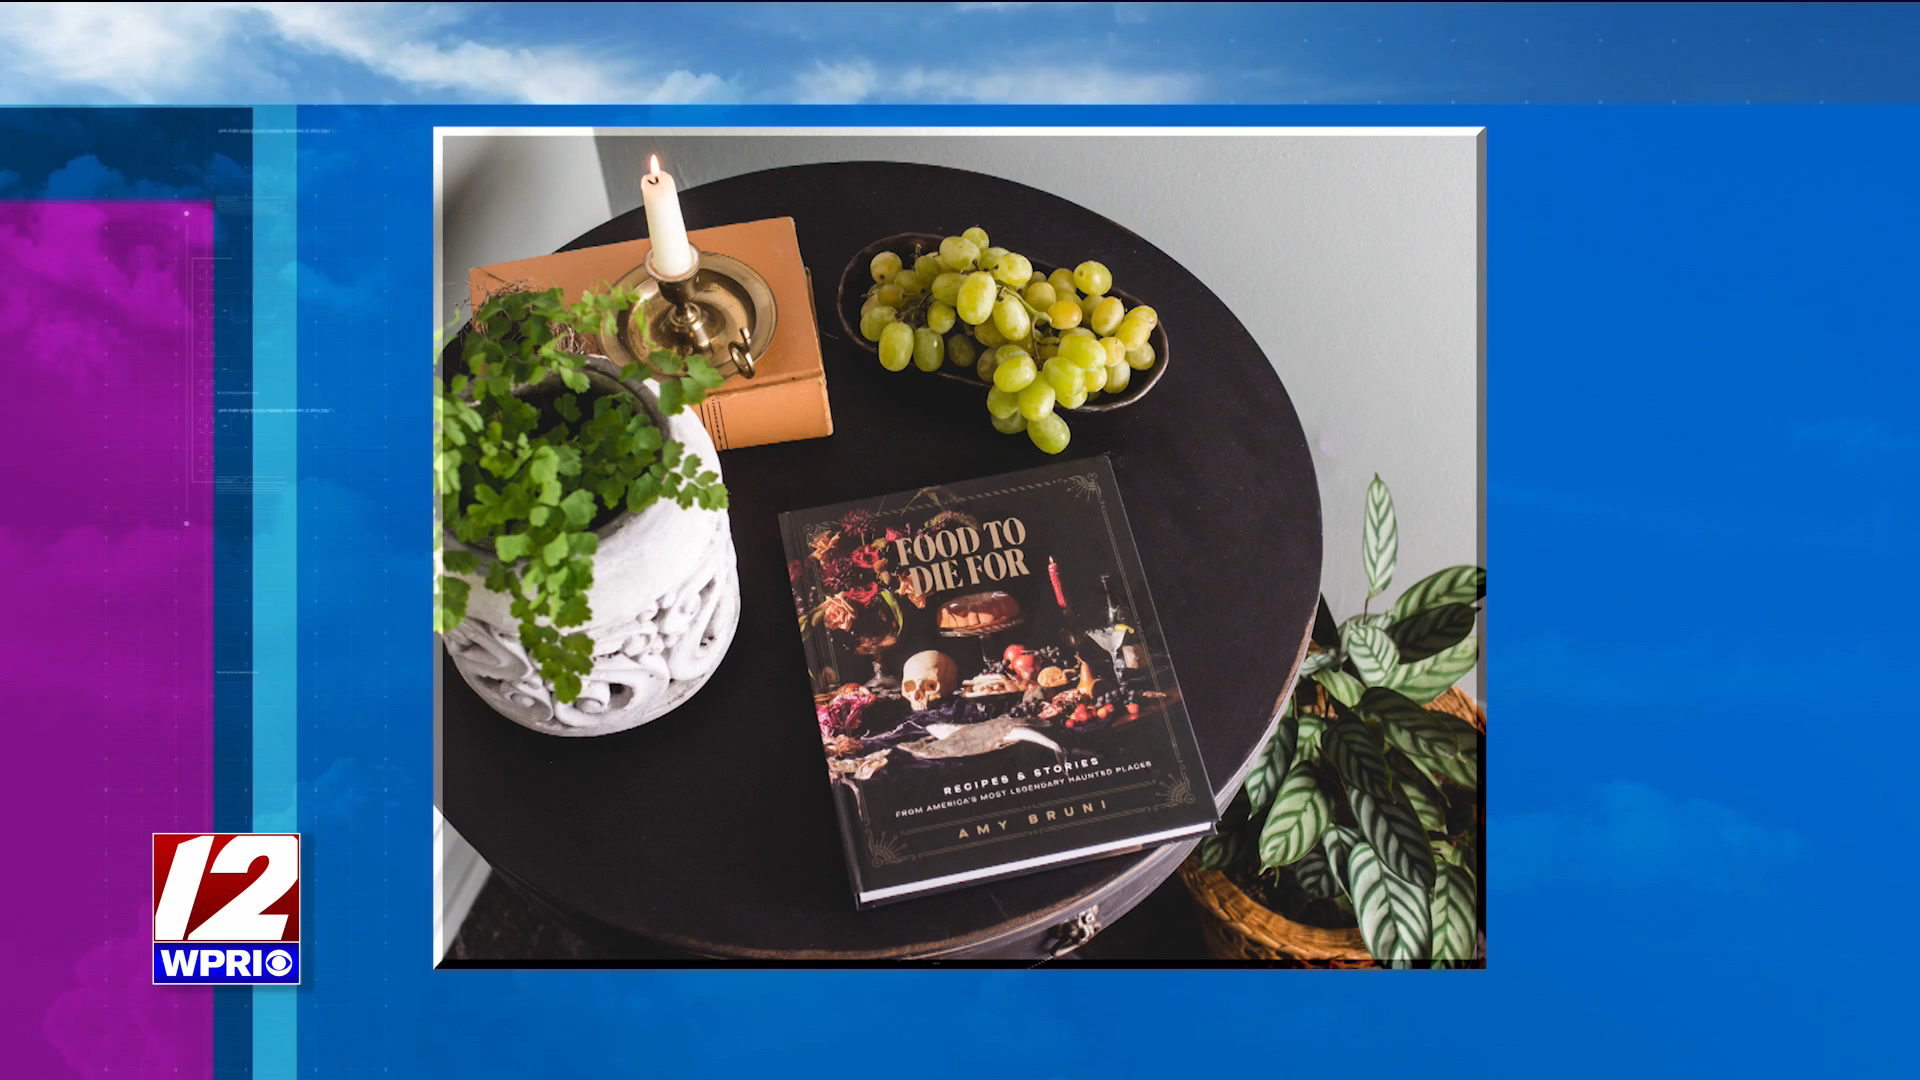 FOOD TO
DIE FOR
RECIPES & STORIES
FROM AMERICA'S MOST LEGENDARY HAUNTED PLACES
AMY BRUNI
12
WPRI